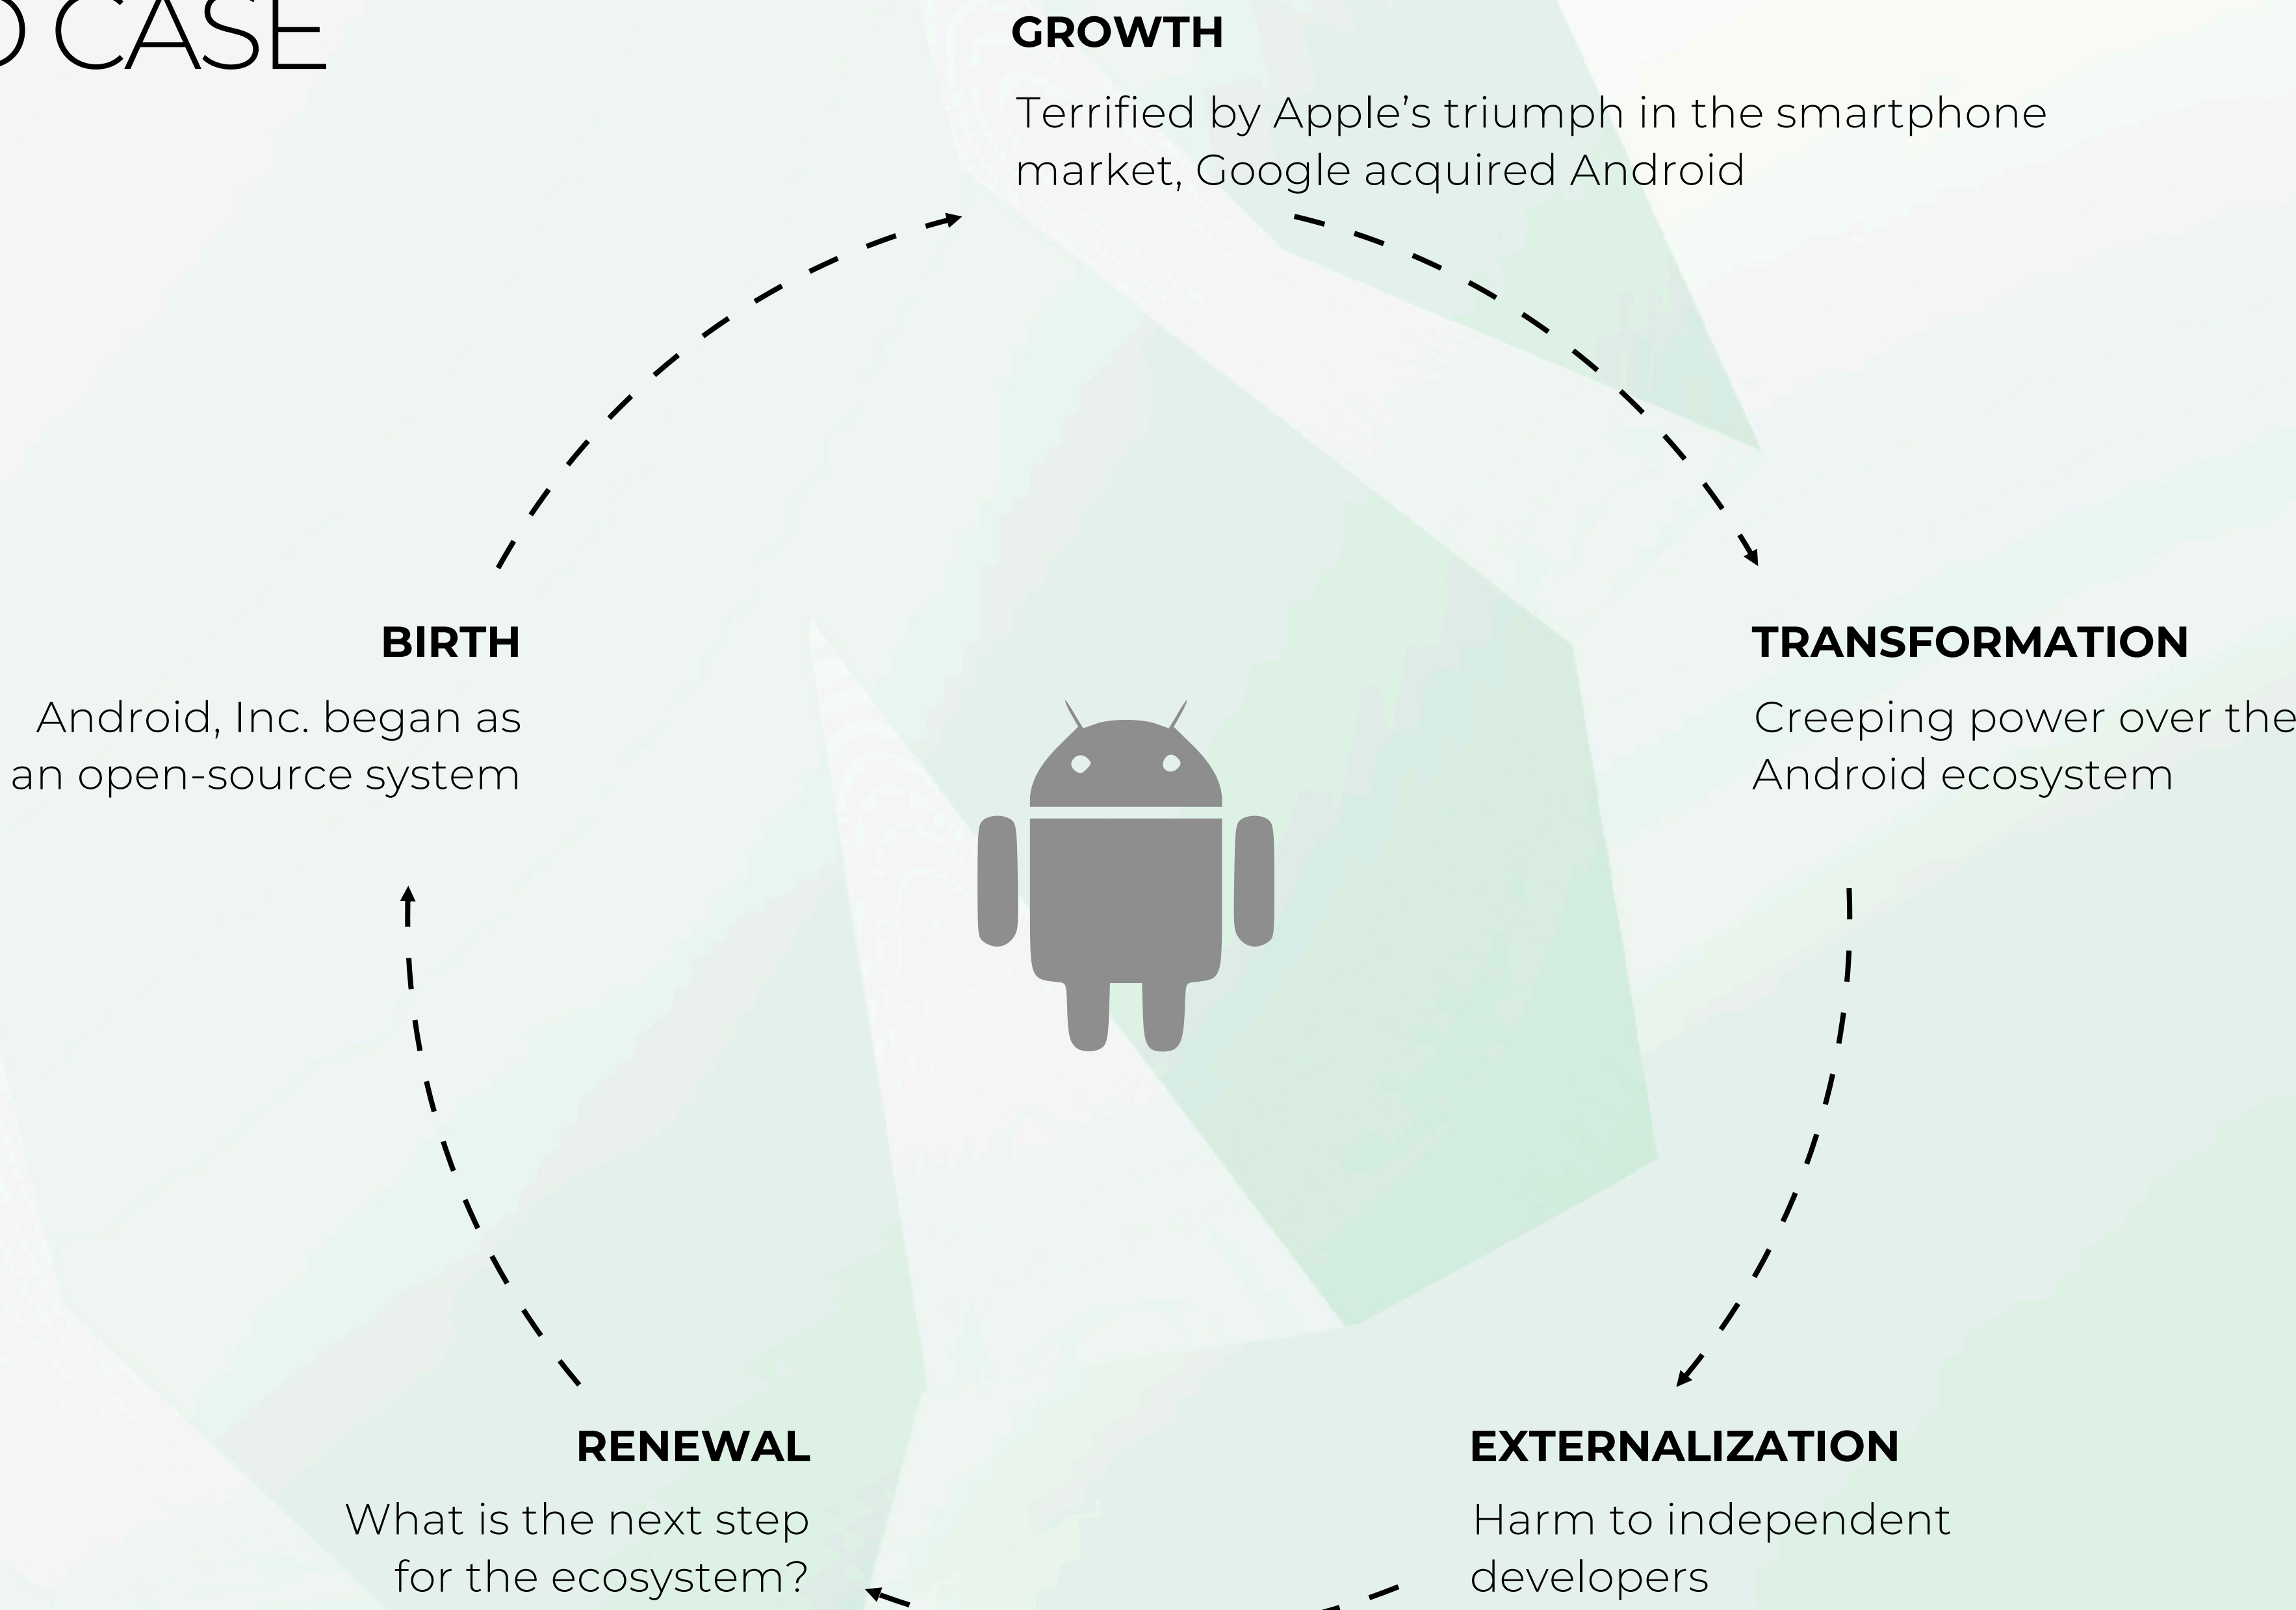 D CASE
GROWTH
Terrified by Apple’s triumph in the smartphone
market, Google acquired Android
BIRTH
Android, Inc. began as
an open-source system
TRANSFORMATION
Creeping power over the
Android ecosystem
RENEWAL
What is the next step
for the ecosystem?
EXTERNALIZATION
Harm to independent
developers